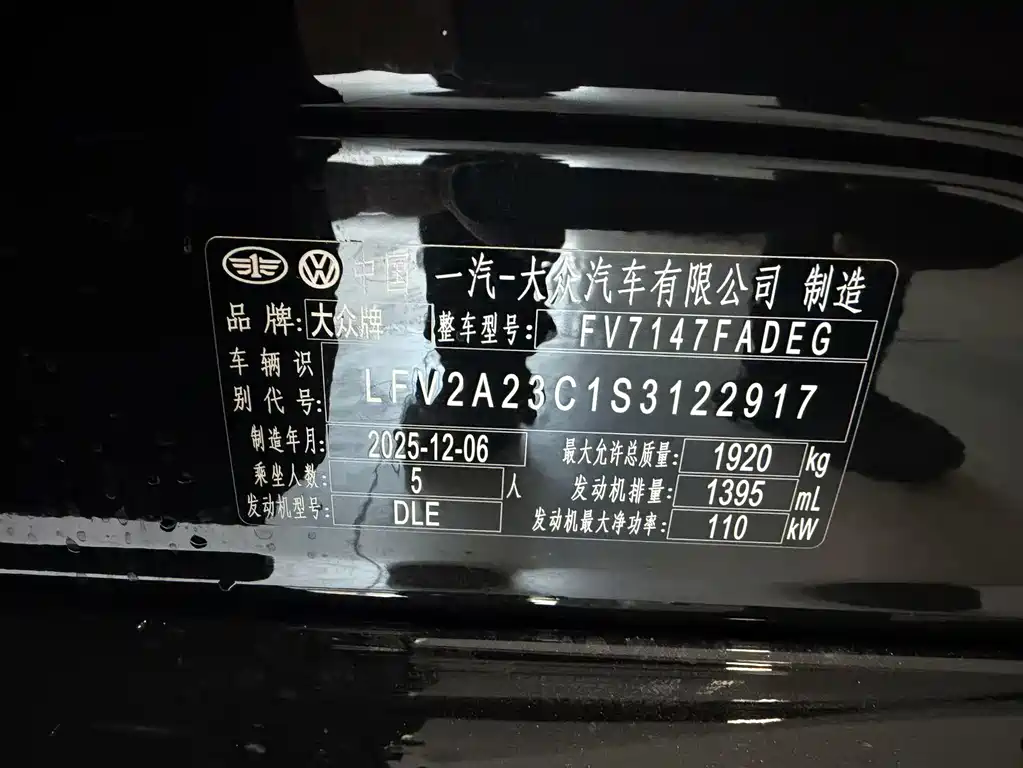 中国 一汽-大众汽车有限公司 制造
品牌: 大众牌 整车型号: FV7147FADEG
车辆识别代号: LFV2A23C1S3122917
制造年月: 2025-12-06 最大允许总质量: 1920 kg
乘坐人数: 5 人 发动机排量: 1395 mL
发动机型号: DLE 发动机最大净功率: 110 kW